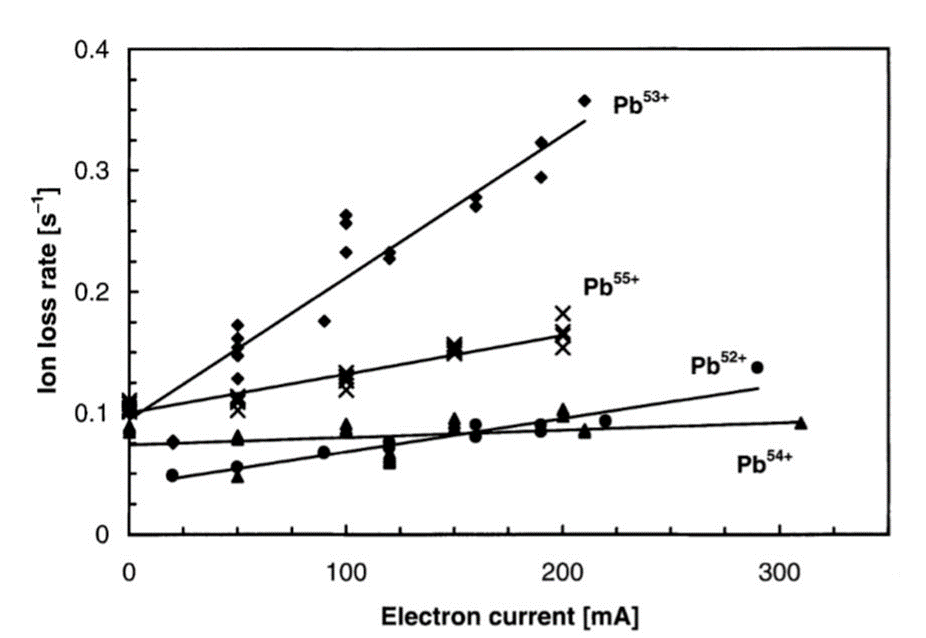 0.4
Pb53+
0.3
Pb55+
0.2
Pb52+
0.1
Pb54+
0
0 100 200 300
Ion loss rate [s−1]
Electron current [mA]